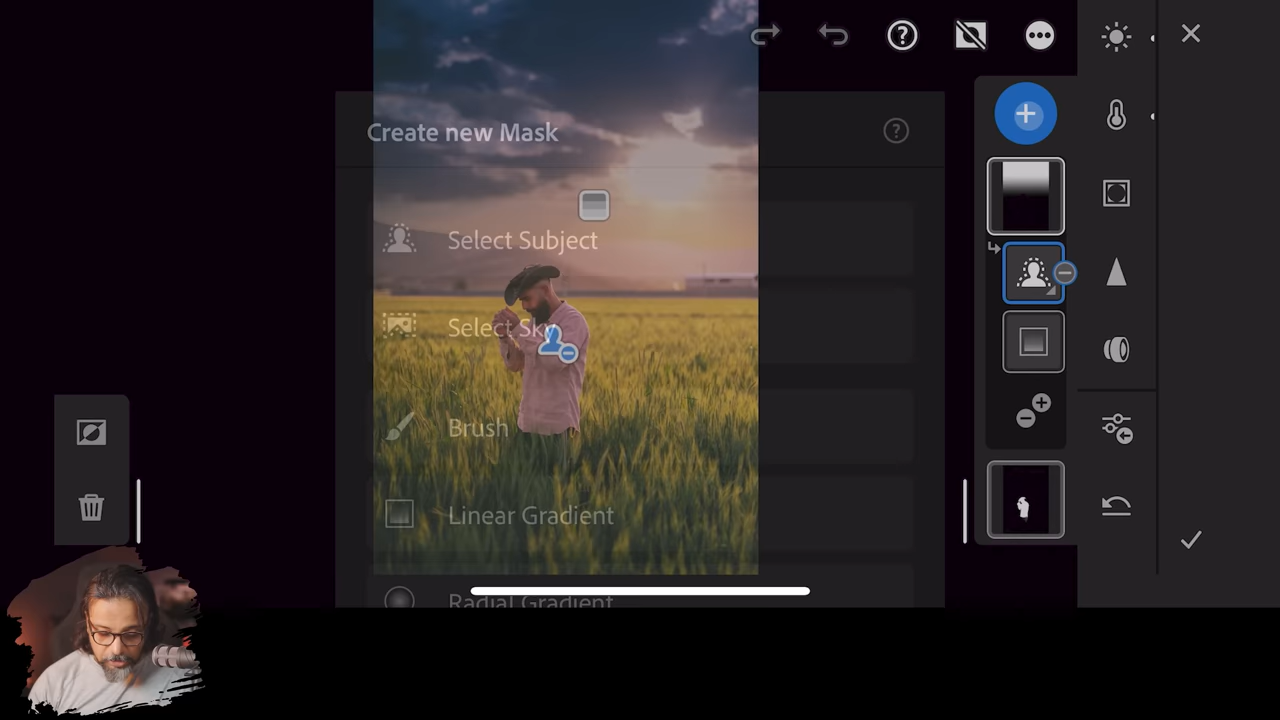 Create new Mask
Select Subject
Select Sky
Brush
Linear Gradient
Radial Gradient